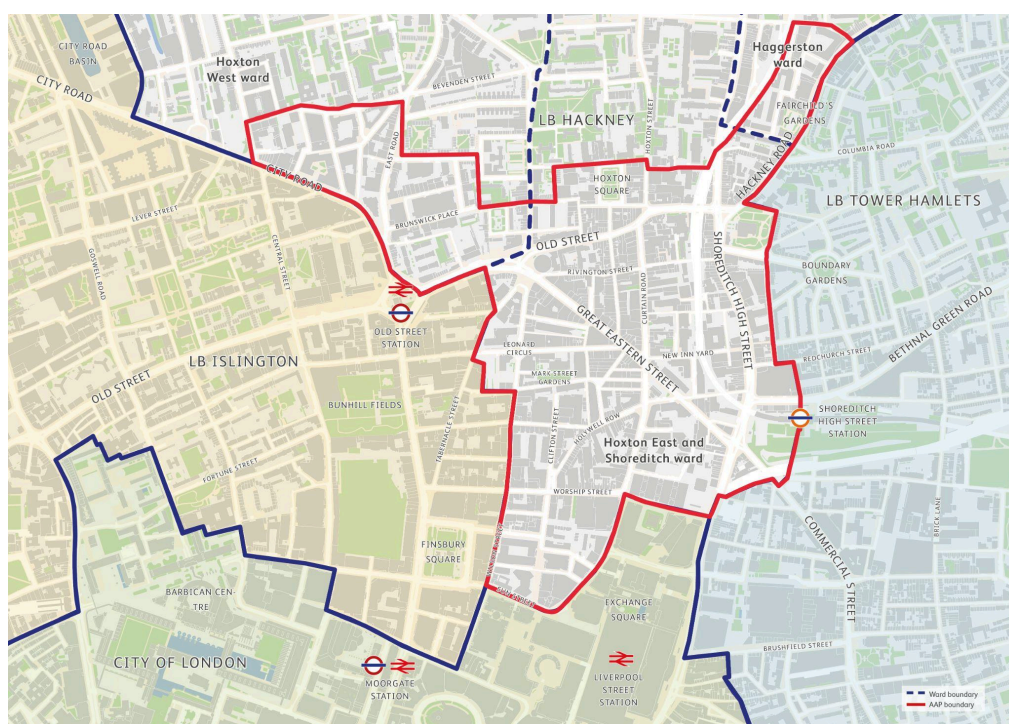 CITY ROAD
BASIN
CITY ROAD
Hoxton
West ward
BEVENDEN STREET
LB HACKNEY
HOXTON STREET
Haggerston
ward
FAIRCHILD'S
GARDENS
COLUMBIA ROAD
HACKNEY ROAD
EAST ROAD
CITY ROAD
HOXTON
SQUARE
LB TOWER HAMLETS
LEVER STREET
BRUNSWICK PLACE
GOSWELL ROAD
CENTRAL STREET
OLD STREET
RIVINGTON STREET
SHOREDITCH HIGH STREET
BOUNDARY
GARDENS
CURTAIN ROAD
GREAT EASTERN STREET
BETHNAL GREEN ROAD
OLD STREET
STATION
LEONARD
CIRCUS
NEW INN YARD
REDCHURCH STREET
LB ISLINGTON
MARK STREET
GARDENS
OLD STREET
BUNHILL FIELDS
TABERNACLE STREET
CLIFTON STREET
HOLYWELL ROW
SHOREDITCH
HIGH STREET
STATION
Hoxton East and
Shoreditch ward
FORTUNE STREET
WORSHIP STREET
BRICK LANE
COMMERCIAL STREET
FINSBURY
SQUARE
SUN STREET
BARBICAN CEN-
TRE
EXCHANGE
SQUARE
BRUSHFIELD STREET
CITY OF LONDON
MOORGATE
STATION
LIVERPOOL
STREET
STATION
Ward boundary
AAP boundary